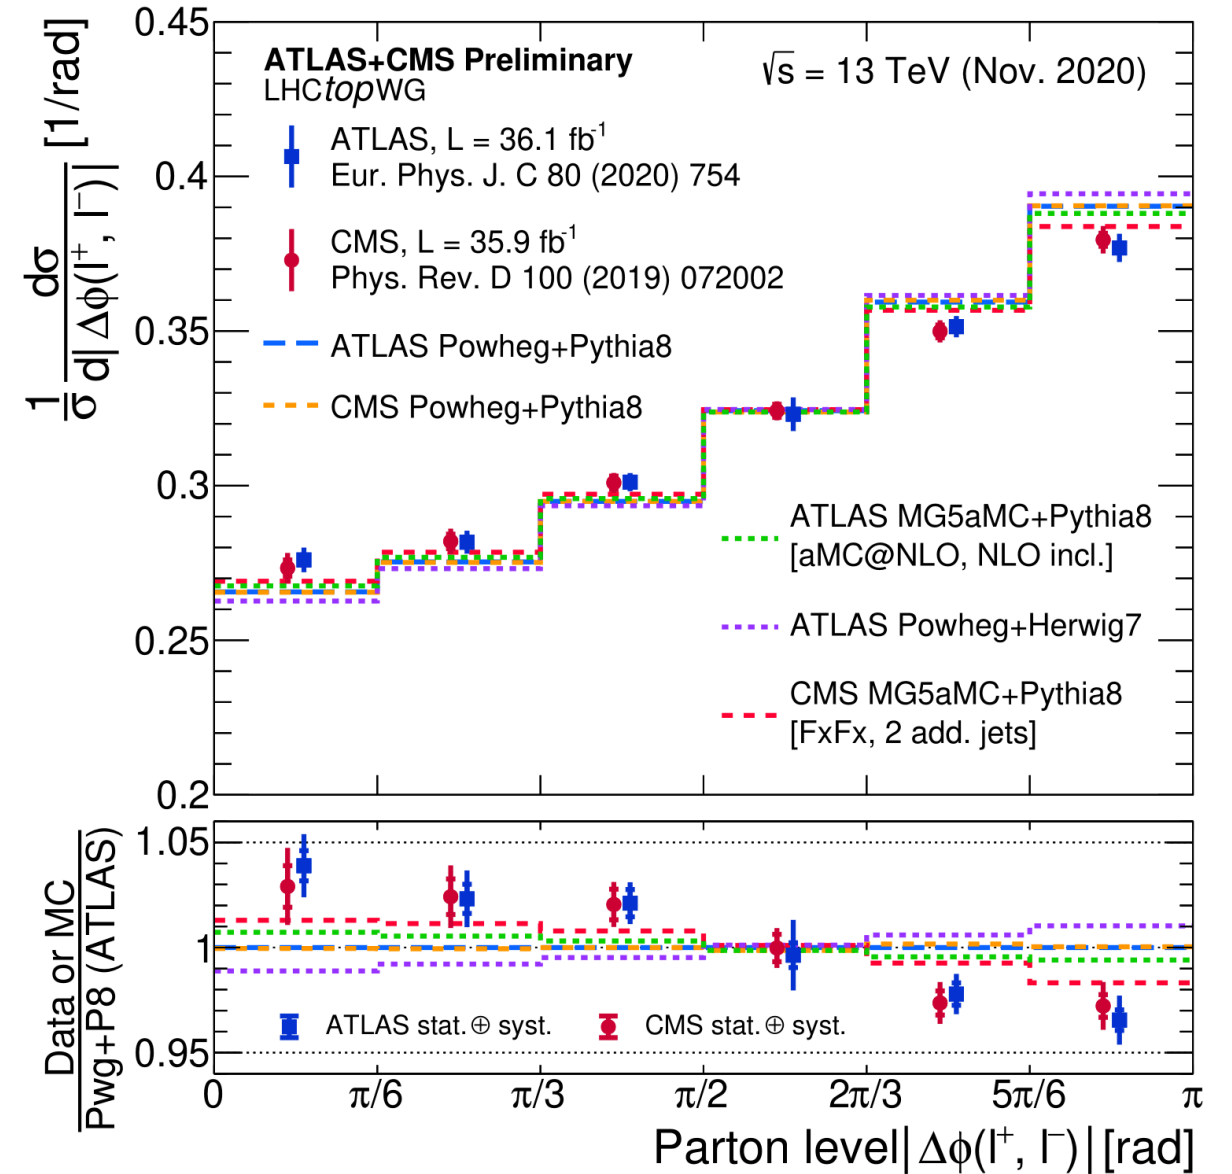 ATLAS+CMS Preliminary
LHCtopWG
√s = 13 TeV (Nov. 2020)
ATLAS, L = 36.1 fb⁻¹
Eur. Phys. J. C 80 (2020) 754
CMS, L = 35.9 fb⁻¹
Phys. Rev. D 100 (2019) 072002
ATLAS Powheg+Pythia8
CMS Powheg+Pythia8
ATLAS MG5aMC+Pythia8
[aMC@NLO, NLO incl.]
ATLAS Powheg+Herwig7
CMS MG5aMC+Pythia8
[FxFx, 2 add. jets]
1/σ dσ/d|Δϕ(l⁺, l⁻)| [1/rad]
0.45
0.4
0.35
0.3
0.25
0.2
Data or MC
Pwg+P8 (ATLAS)
1.05
1
0.95
ATLAS stat. ⊕ syst.
CMS stat. ⊕ syst.
0 π/6 π/3 π/2 2π/3 5π/6 π
Parton level|Δϕ(l⁺, l⁻)| [rad]